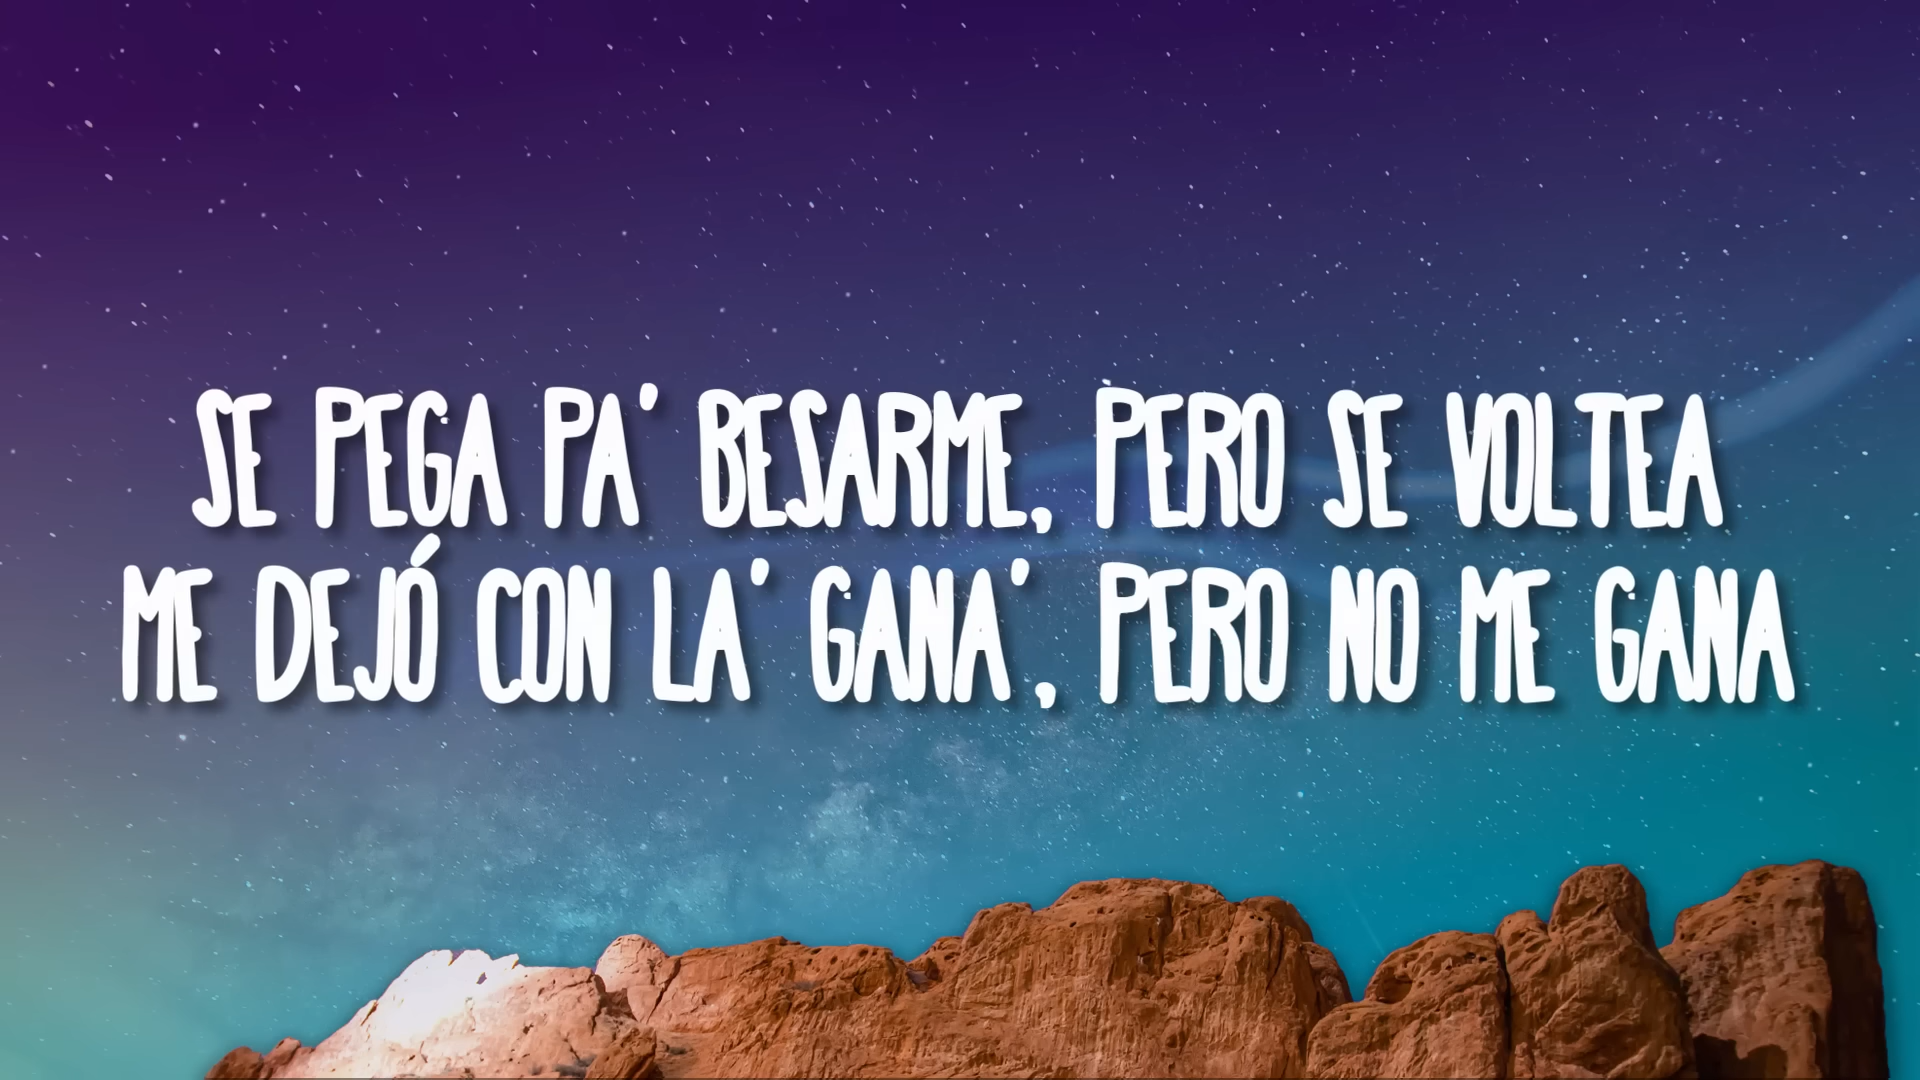 SE PEGA PA' BESARME, PERO SE VOLTEA
ME DEJÓ CON LA' GANA', PERO NO ME GANA